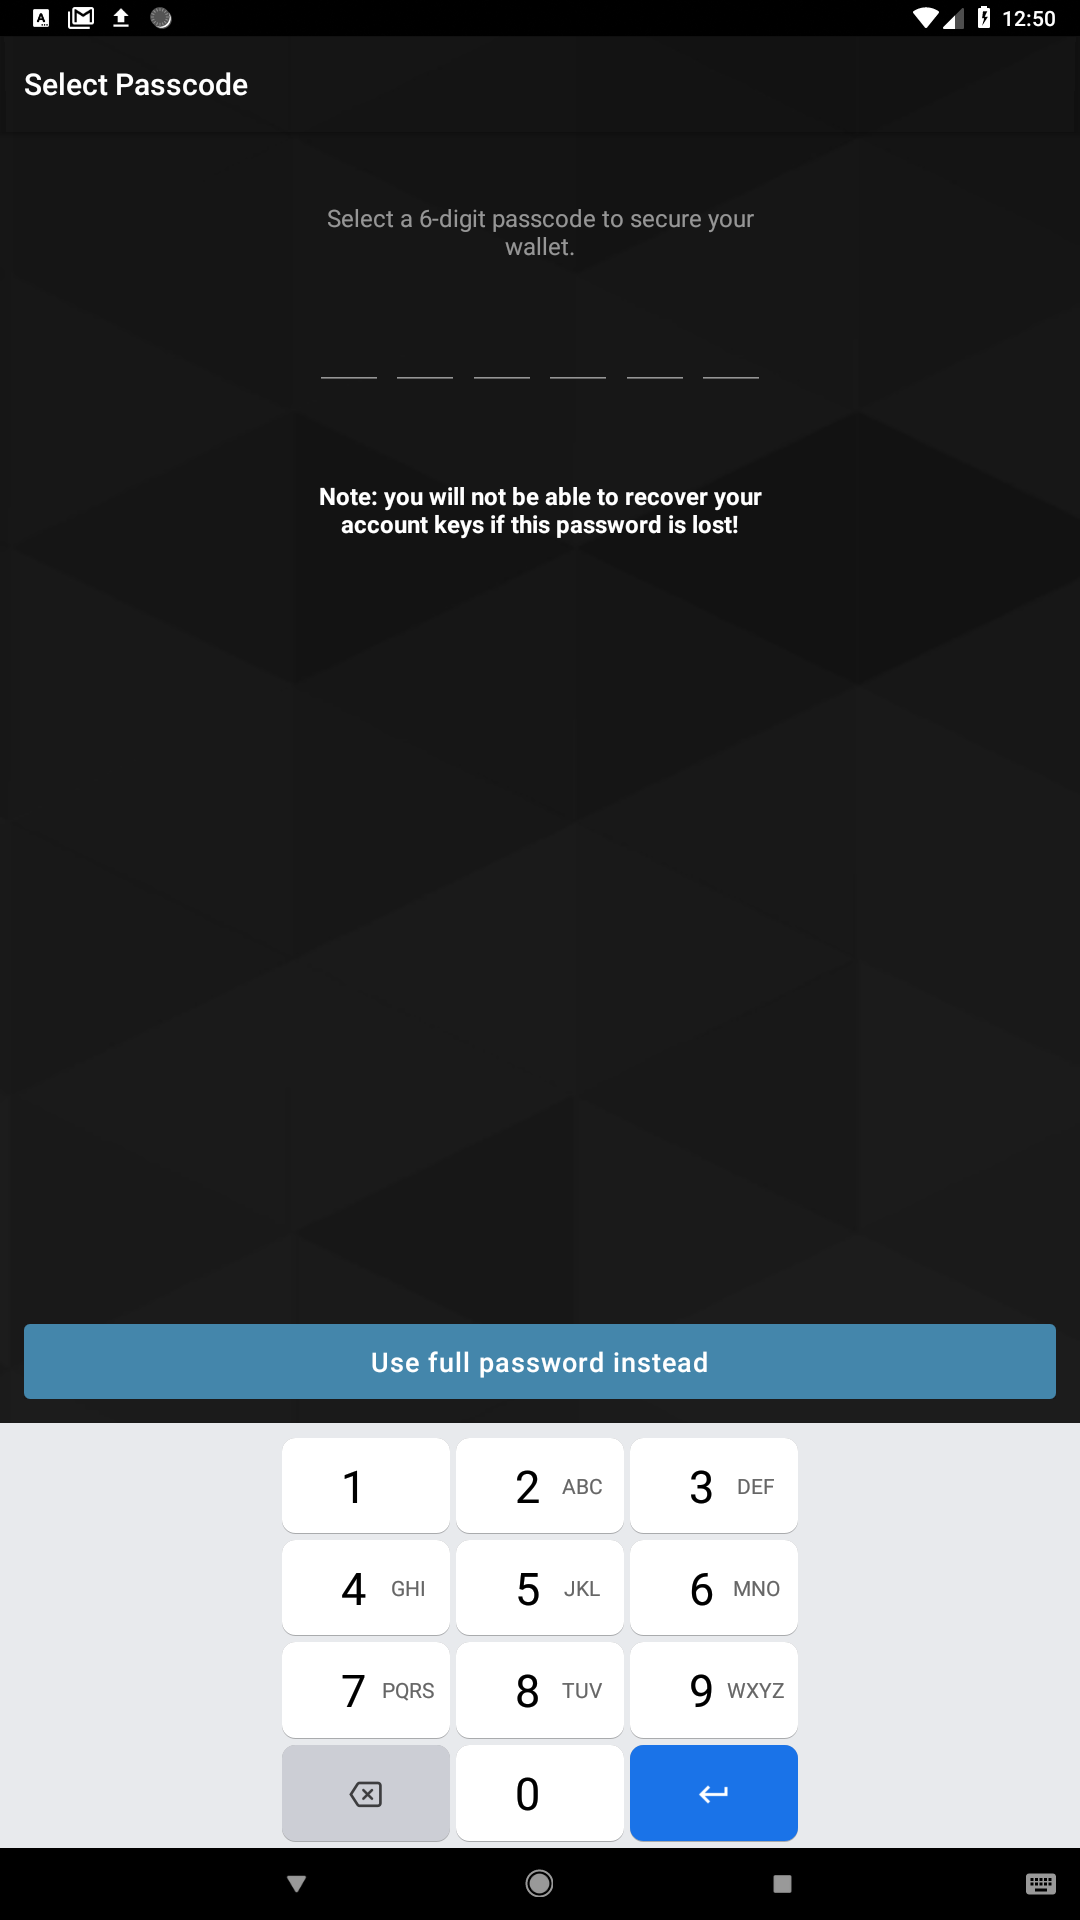 12:50
Select Passcode
Select a 6-digit passcode to secure your
wallet.
Note: you will not be able to recover your
account keys if this password is lost!
Use full password instead
1
2 ABC
3 DEF
4 GHI
5 JKL
6 MNO
7 PQRS
8 TUV
9 WXYZ
0